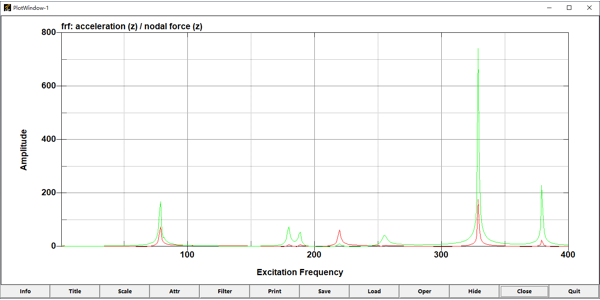 PlotWindow-1
frf: acceleration (z) / nodal force (z)
800
600
400
200
0
Amplitude
100 200 300 400
Excitation Frequency
Info Title Scale Attr Filter Print Save Load Oper Hide Close Quit